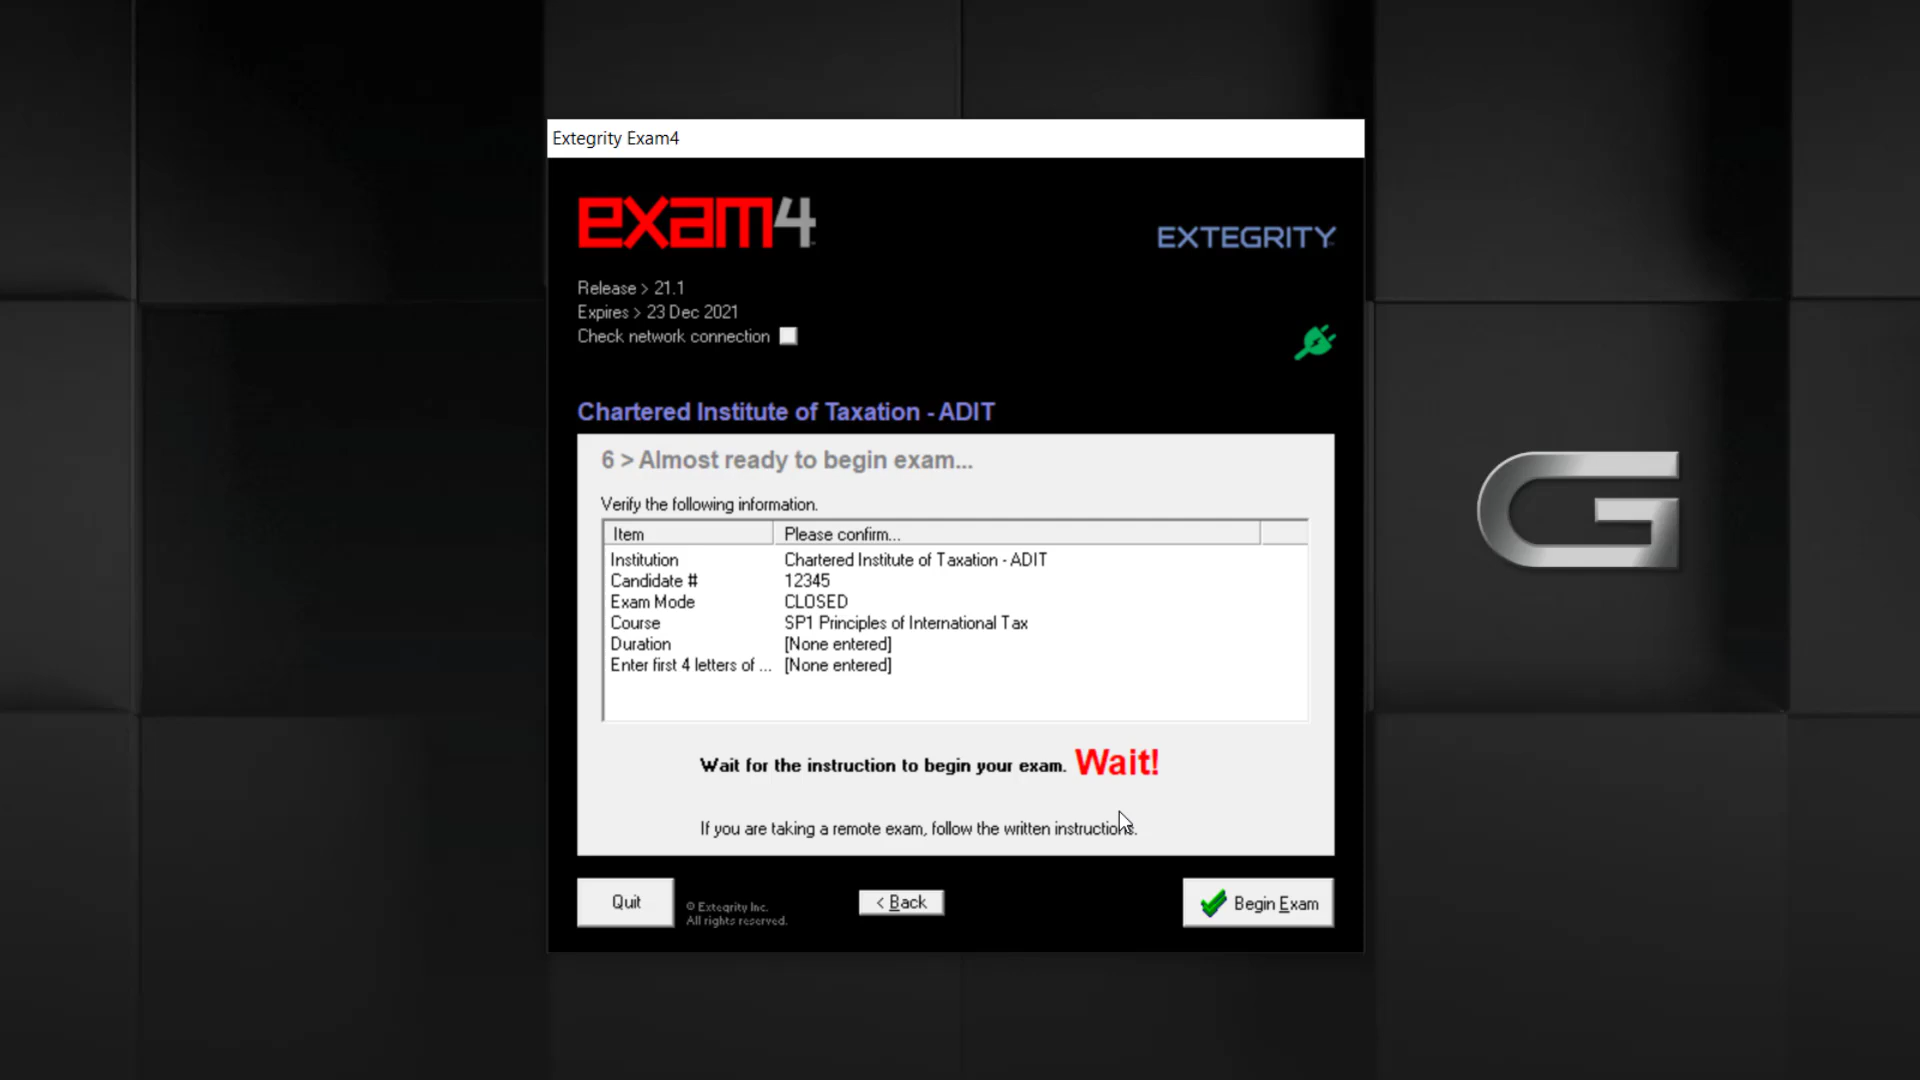 Extegrity Exam4
exam4
EXTEGRITY
Release > 21.1
Expires > 23 Dec 2021
Check network connection
Chartered Institute of Taxation - ADIT
6 > Almost ready to begin exam...
Verify the following information.
Item Please confirm...
Institution Chartered Institute of Taxation - ADIT
Candidate # 12345
Exam Mode CLOSED
Course SP1 Principles of International Tax
Duration [None entered]
Enter first 4 letters of ... [None entered]
Wait for the instruction to begin your exam. Wait!
If you are taking a remote exam, follow the written instructions.
Quit
© Extegrity Inc.
All rights reserved.
< Back
Begin Exam
G